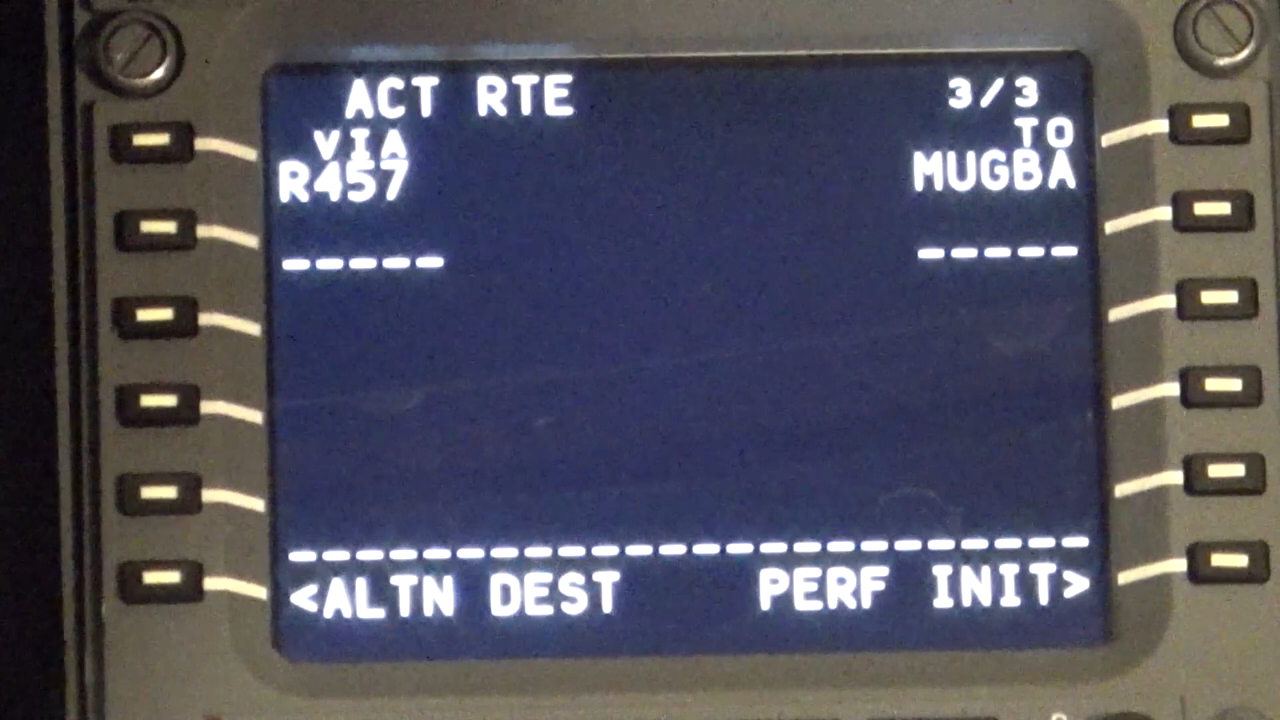 ACT RTE 3/3
VIA TO
R457 MUGBA
----- -----
------------------------
<ALTN DEST PERF INIT>